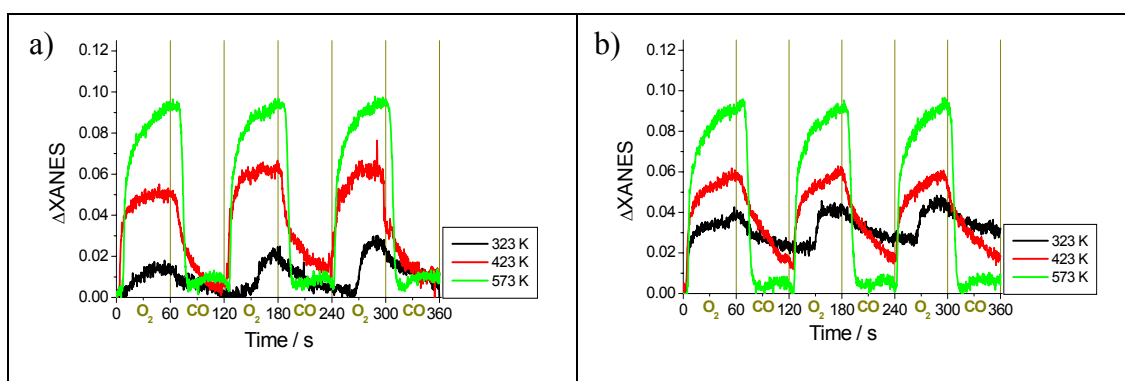 a)
ΔXANES
0.12
0.10
0.08
0.06
0.04
0.02
0.00
0 60 120 180 240 300 360
O₂ CO O₂ CO O₂ CO
Time / s
323 K
423 K
573 K
b)
ΔXANES
0.12
0.10
0.08
0.06
0.04
0.02
0.00
0 60 120 180 240 300 360
O₂ CO O₂ CO O₂ CO
Time / s
323 K
423 K
573 K